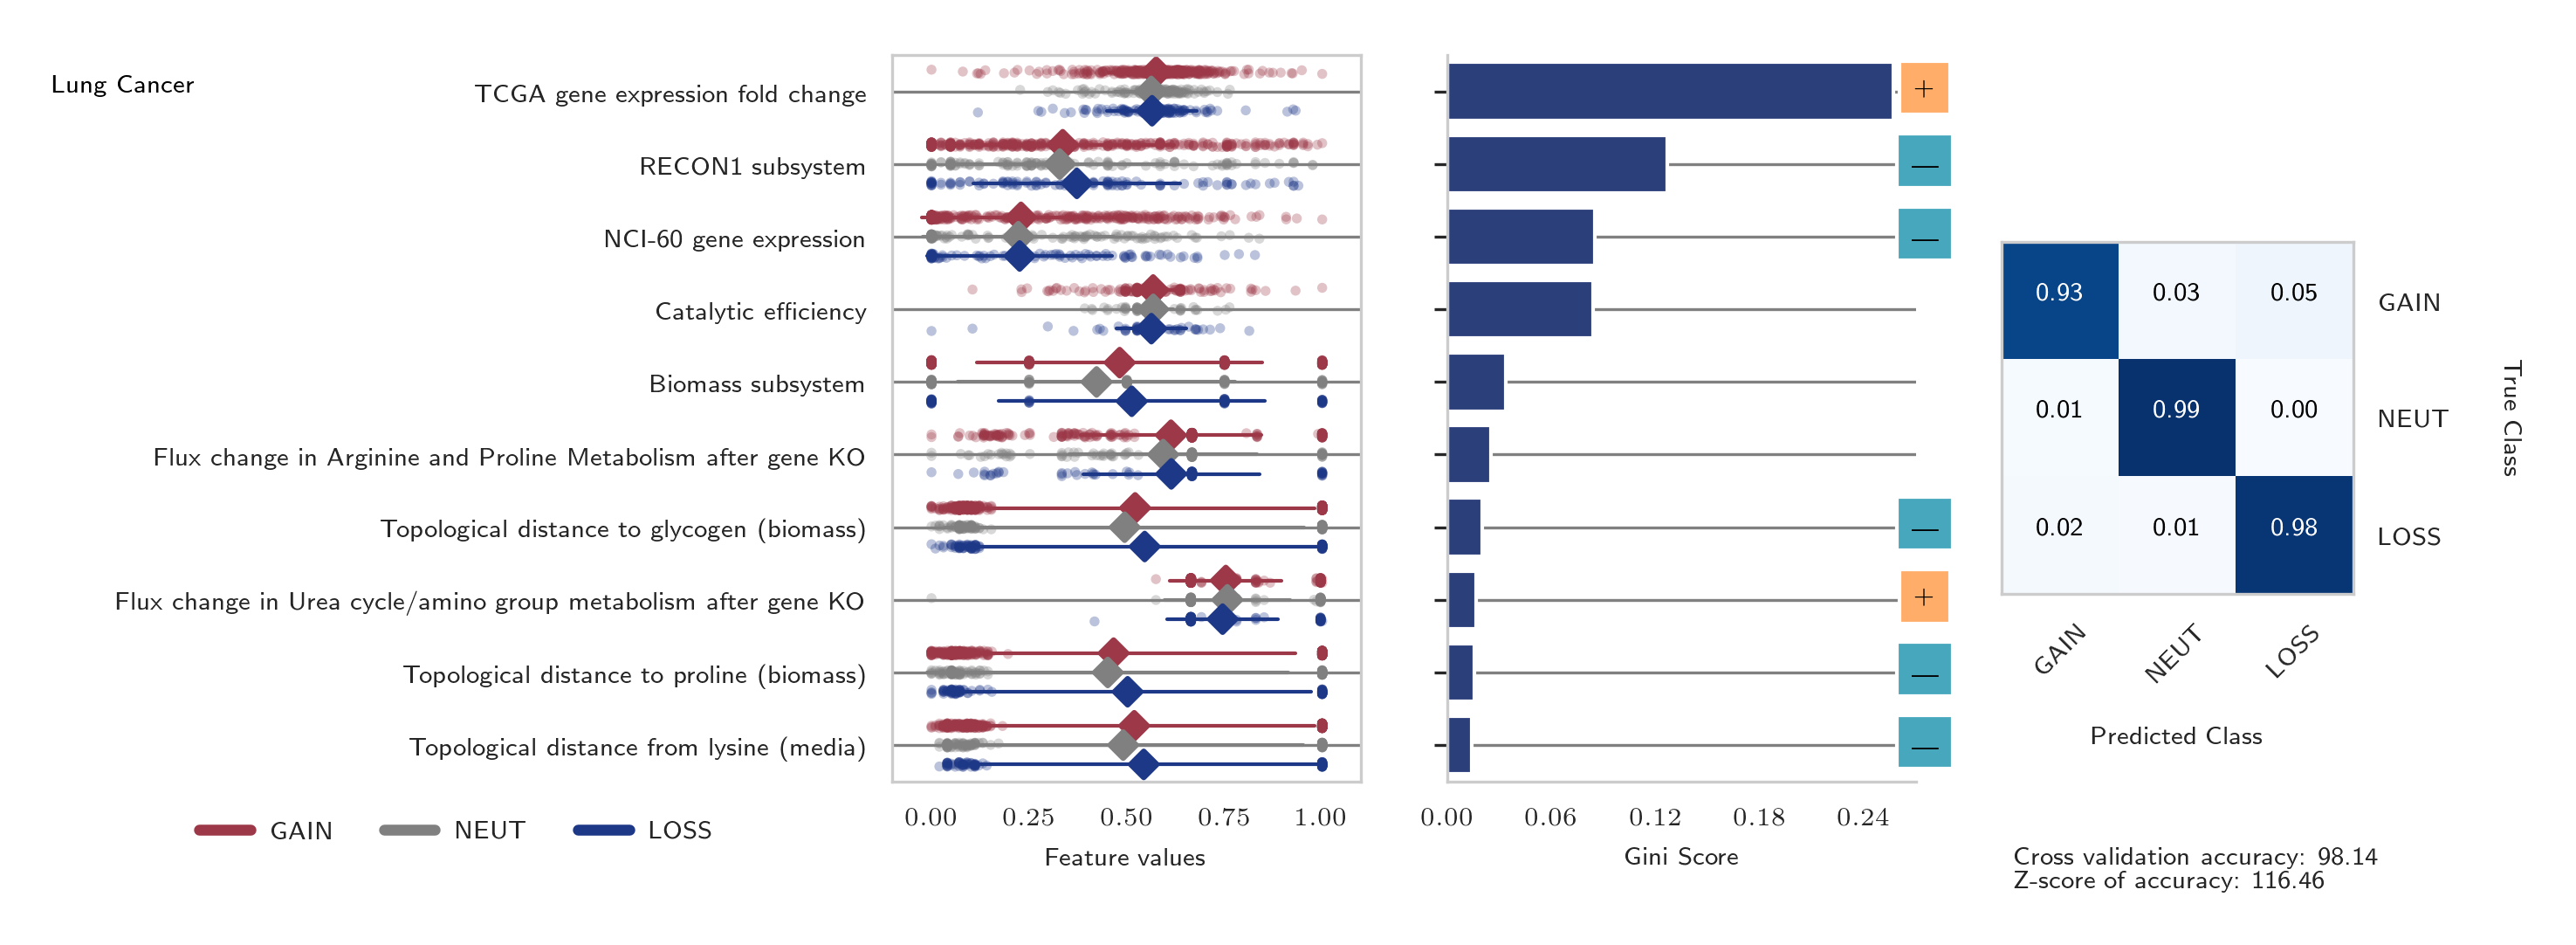 Lung Cancer
TCGA gene expression fold change
RECON1 subsystem
NCI-60 gene expression
Catalytic efficiency
Biomass subsystem
Flux change in Arginine and Proline Metabolism after gene KO
Topological distance to glycogen (biomass)
Flux change in Urea cycle/amino group metabolism after gene KO
Topological distance to proline (biomass)
Topological distance from lysine (media)
GAIN NEUT LOSS
0.00 0.25 0.50 0.75 1.00
Feature values
+
—
—
—
+
—
—
0.00 0.06 0.12 0.18 0.24
Gini Score
0.93 0.03 0.05 GAIN
0.01 0.99 0.00 NEUT
0.02 0.01 0.98 LOSS
True Class
GAIN NEUT LOSS
Predicted Class
Cross validation accuracy: 98.14
Z-score of accuracy: 116.46